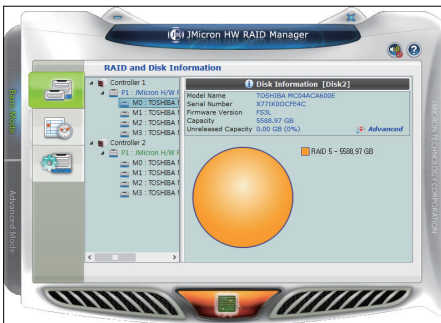 JMicron HW RAID Manager
RAID and Disk Information
Basic Mode
Advanced Mode
Controller 1
P1 : JMicron H/W F
M0 : TOSHIBA M
M1 : TOSHIBA M
M2 : TOSHIBA M
M3 : TOSHIBA M
Controller 2
P1 : JMicron H/W F
M0 : TOSHIBA M
M1 : TOSHIBA M
M2 : TOSHIBA M
M3 : TOSHIBA M
Disk Information [Disk2]
Model Name TOSHIBA MC04ACA600E
Serial Number X77IK00CFE4C
Firmware Version FS3L
Capacity 5588.97 GB
Unreleased Capacity 0.00 GB (0%)
Advanced
RAID 5 - 5588.97 GB
JMICRON TECHNOLOGY CORPORATION